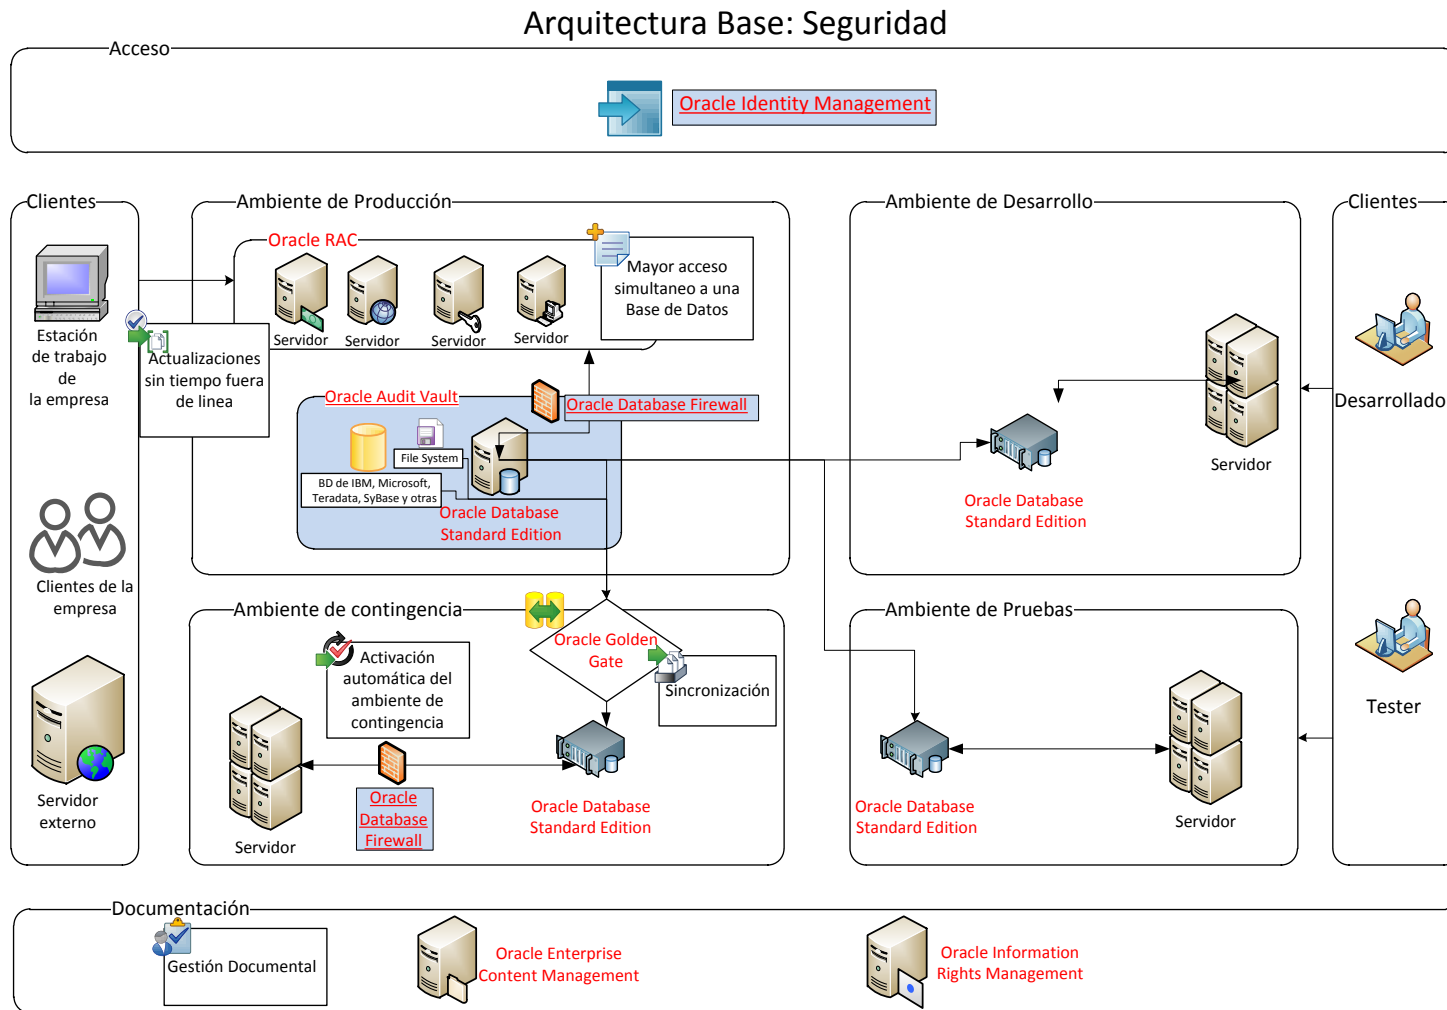 Arquitectura Base: Seguridad
Acceso
Oracle Identity Management
Clientes
Estación
de trabajo
de
la empresa
Clientes de la
empresa
Servidor
externo
Ambiente de Producción
Oracle RAC
Servidor
Servidor
Servidor
Servidor
Mayor acceso
simultaneo a una
Base de Datos
Actualizaciones
sin tiempo fuera
de linea
Oracle Audit Vault
Oracle Database Firewall
File System
BD de IBM, Microsoft,
Teradata, SyBase y otras
Oracle Database
Standard Edition
Ambiente de Desarrollo
Servidor
Oracle Database
Standard Edition
Clientes
Desarrollado
Tester
Ambiente de contingencia
Activación
automática del
ambiente de
contingencia
Oracle Golden
Gate
Sincronización
Servidor
Oracle
Database
Firewall
Oracle Database
Standard Edition
Ambiente de Pruebas
Oracle Database
Standard Edition
Servidor
Documentación
Gestión Documental
Oracle Enterprise
Content Management
Oracle Information
Rights Management